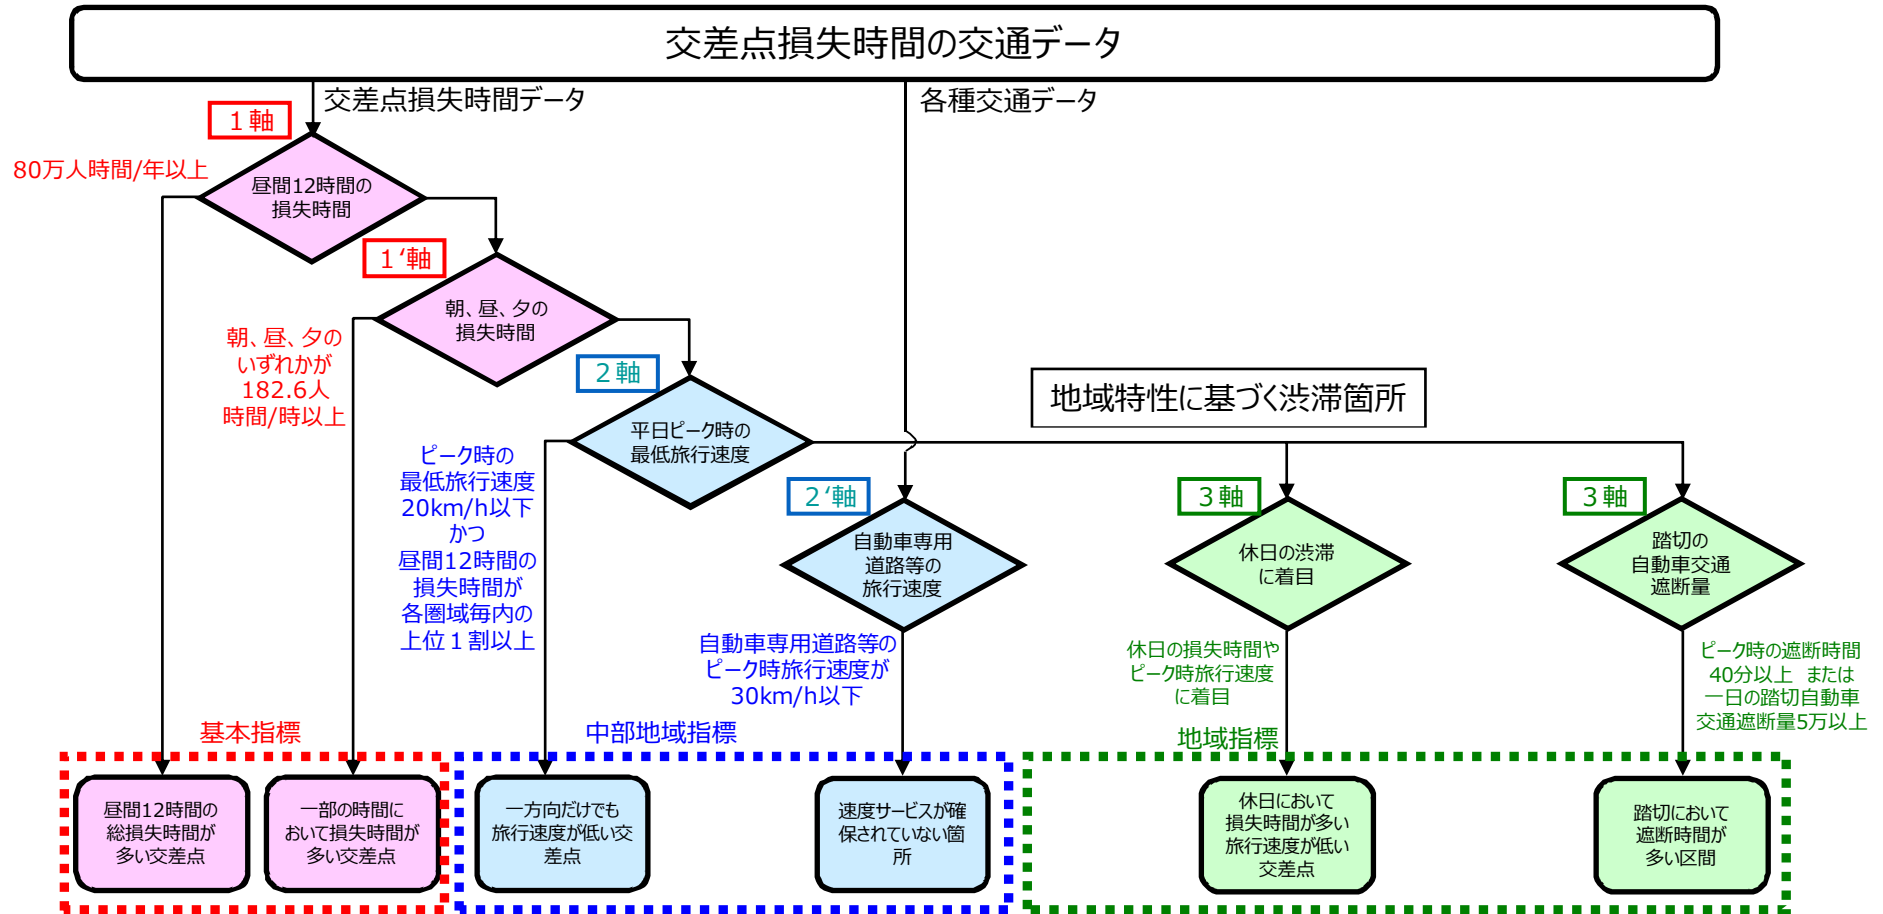 交差点損失時間の交通データ
交差点損失時間データ
各種交通データ
１軸
80万人時間/年以上
昼間12時間の
損失時間
１‘軸
朝、昼、夕の
損失時間
朝、昼、夕の
いずれかが
182.6人
時間/時以上
２軸
平日ピーク時の
最低旅行速度
地域特性に基づく渋滞箇所
ピーク時の
最低旅行速度
20km/h以下
かつ
昼間12時間の
損失時間が
各圏域毎内の
上位１割以上
２‘軸
自動車専用
道路等の
旅行速度
３軸
休日の渋滞
に着目
３軸
踏切の
自動車交通
遮断量
自動車専用道路等の
ピーク時旅行速度が
30km/h以下
休日の損失時間や
ピーク時旅行速度
に着目
ピーク時の遮断時間
40分以上 または
一日の踏切自動車
交通遮断量5万以上
基本指標
中部地域指標
地域指標
昼間12時間の
総損失時間が
多い交差点
一部の時間に
おいて損失時間が
多い交差点
一方向だけでも
旅行速度が低い交
差点
速度サービスが確
保されていない箇
所
休日において
損失時間が多い
旅行速度が低い
交差点
踏切において
遮断時間が
多い区間